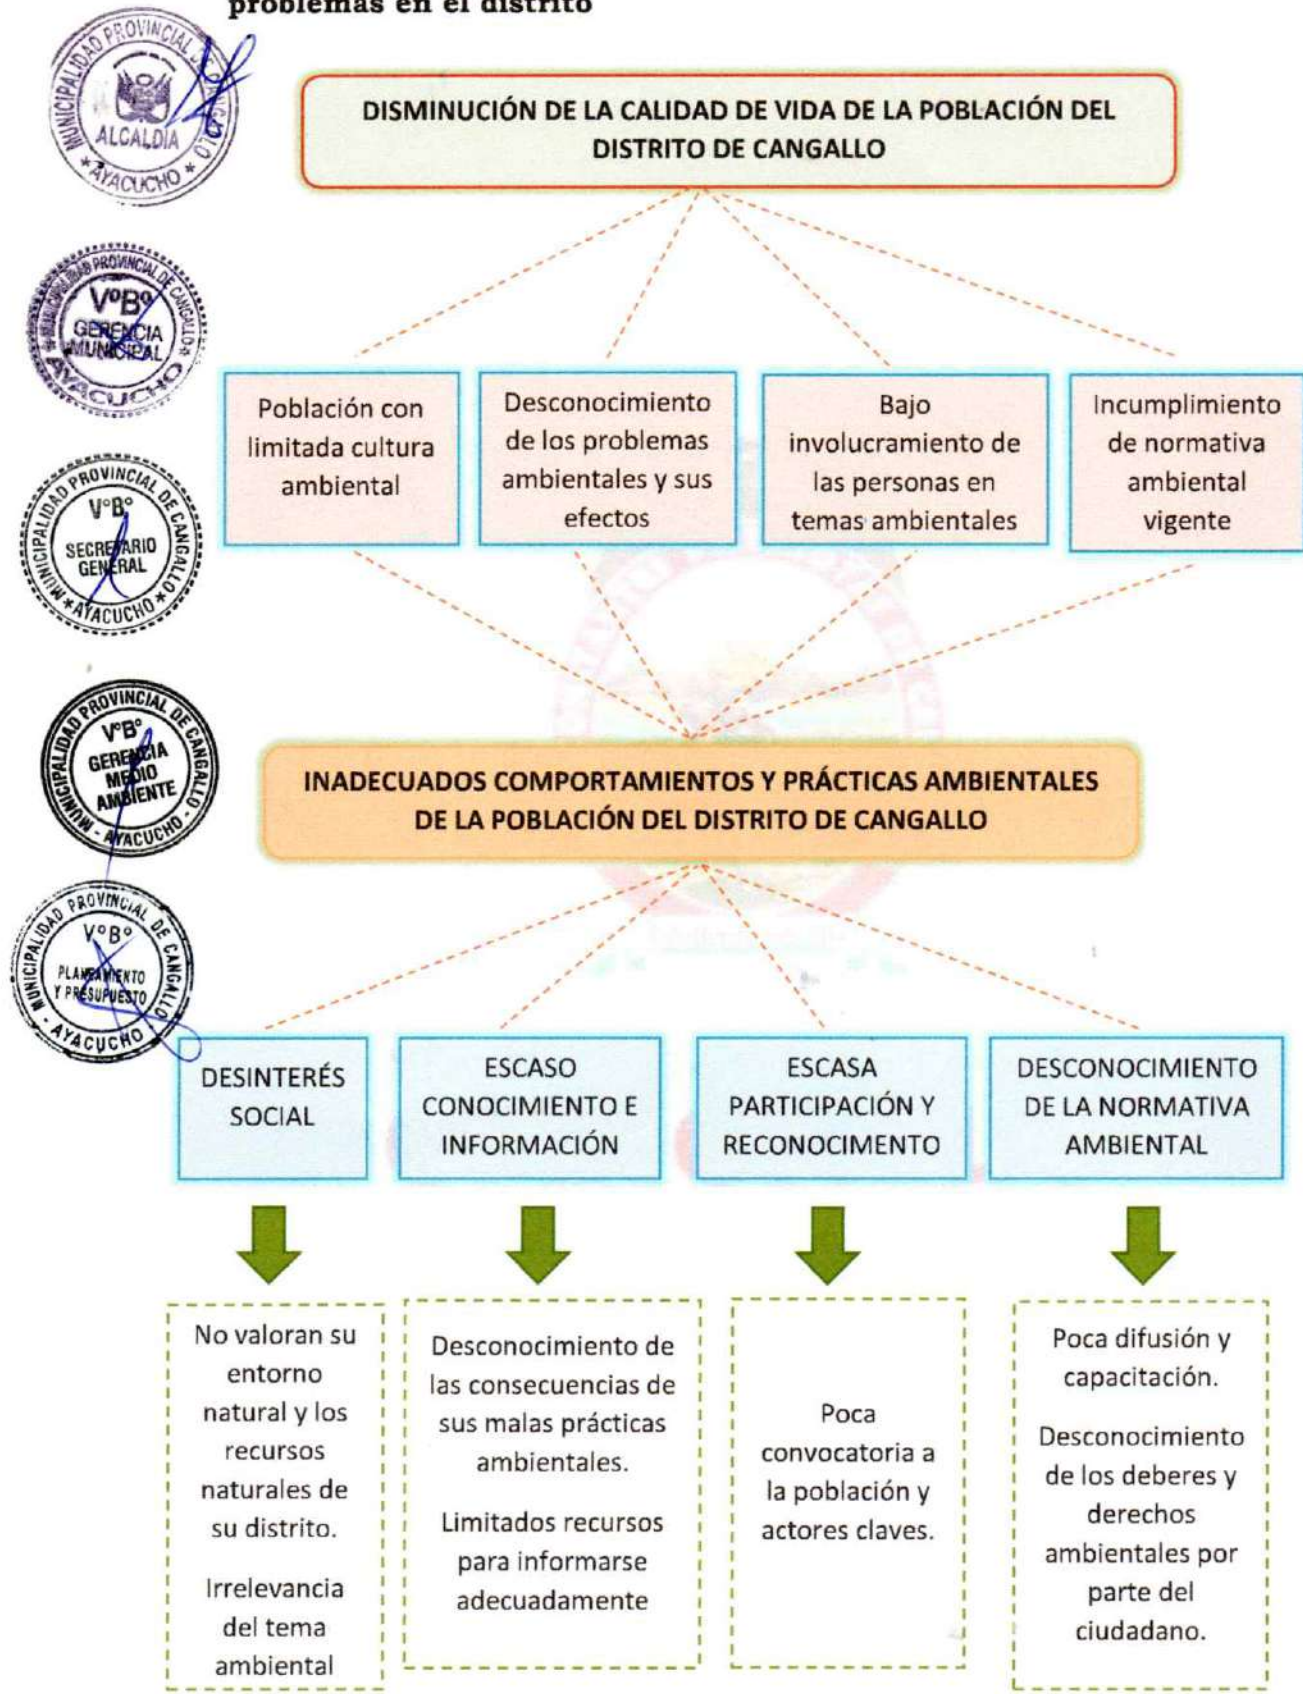 problemas en el distrito
MUNICIPALIDAD PROVINCIAL DE CANGALLO
ALCALDÍA
* AYACUCHO *
DISMINUCIÓN DE LA CALIDAD DE VIDA DE LA POBLACIÓN DEL
DISTRITO DE CANGALLO
MUNICIPALIDAD PROVINCIAL DE CANGALLO
VºBº
GERENCIA
MUNICIPAL
AYACUCHO
Población con
limitada cultura
ambiental
Desconocimiento
de los problemas
ambientales y sus
efectos
Bajo
involucramiento de
las personas en
temas ambientales
Incumplimiento
de normativa
ambiental
vigente
MUNICIPALIDAD PROVINCIAL DE CANGALLO
VºBº
SECRETARIO
GENERAL
* AYACUCHO *
MUNICIPALIDAD PROVINCIAL DE CANGALLO
VºBº
GERENCIA
MEDIO
AMBIENTE
- AYACUCHO -
INADECUADOS COMPORTAMIENTOS Y PRÁCTICAS AMBIENTALES
DE LA POBLACIÓN DEL DISTRITO DE CANGALLO
MUNICIPALIDAD PROVINCIAL DE CANGALLO
VºBº
PLANEAMIENTO
Y PRESUPUESTO
- AYACUCHO -
DESINTERÉS
SOCIAL
ESCASO
CONOCIMIENTO E
INFORMACIÓN
ESCASA
PARTICIPACIÓN Y
RECONOCIMENTO
DESCONOCIMIENTO
DE LA NORMATIVA
AMBIENTAL
No valoran su
entorno
natural y los
recursos
naturales de
su distrito.
Irrelevancia
del tema
ambiental
Desconocimiento de
las consecuencias de
sus malas prácticas
ambientales.
Limitados recursos
para informarse
adecuadamente
Poca
convocatoria a
la población y
actores claves.
Poca difusión y
capacitación.
Desconocimiento
de los deberes y
derechos
ambientales por
parte del
ciudadano.